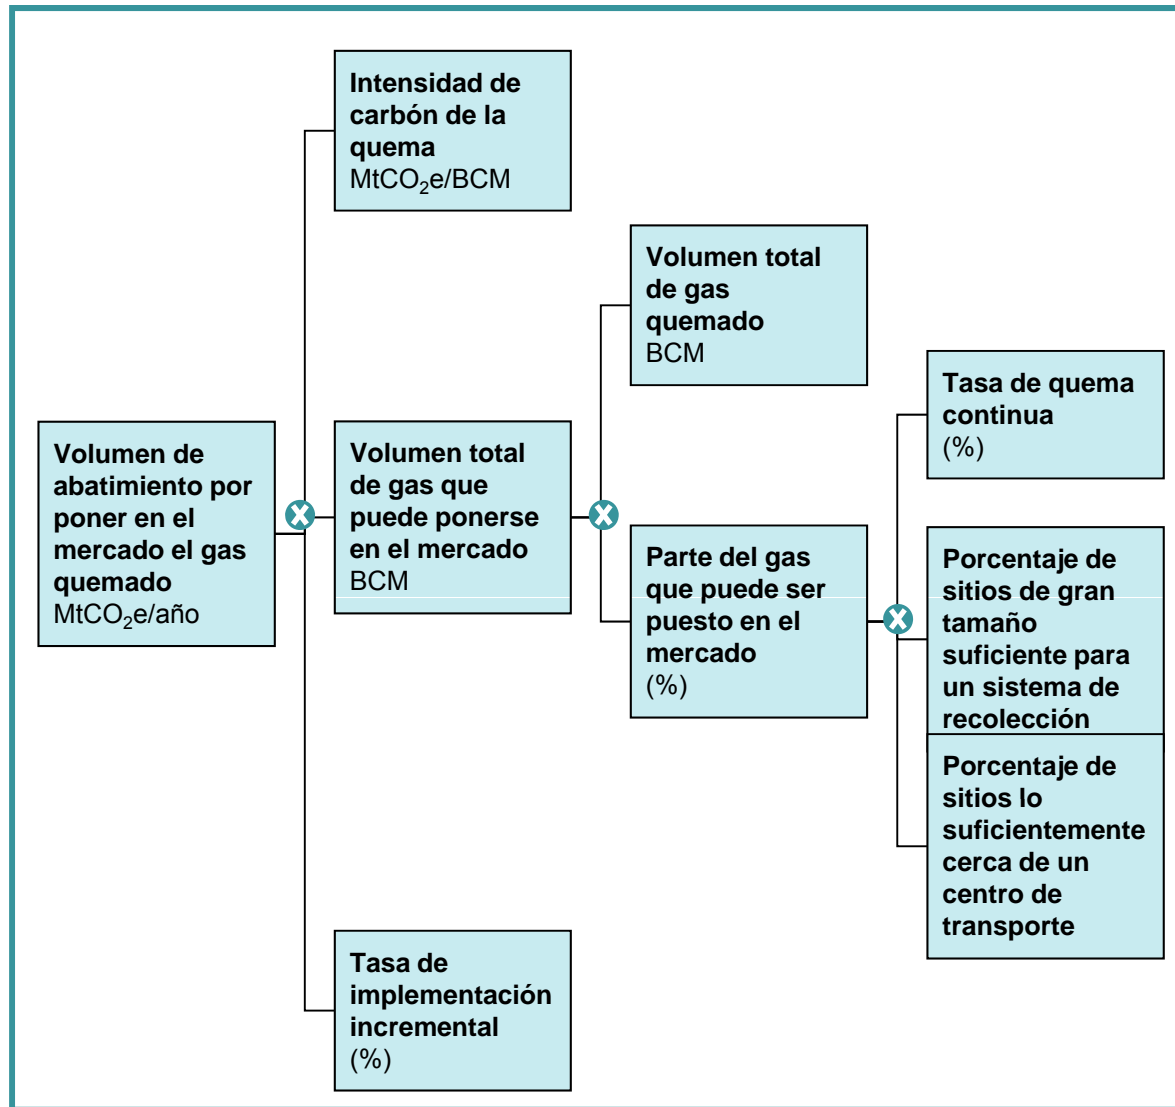 Intensidad de
carbón de la
quema
MtCO₂e/BCM
Volumen total
de gas
quemado
BCM
Tasa de quema
continua
(%)
Volumen de
abatimiento por
poner en el
mercado el gas
quemado
MtCO₂e/año
X
Volumen total
de gas que
puede ponerse
en el mercado
BCM
X
Parte del gas
que puede ser
puesto en el
mercado
(%)
X
Porcentaje de
sitios de gran
tamaño
suficiente para
un sistema de
recolección
Porcentaje de
sitios lo
suficientemente
cerca de un
centro de
transporte
Tasa de
implementación
incremental
(%)